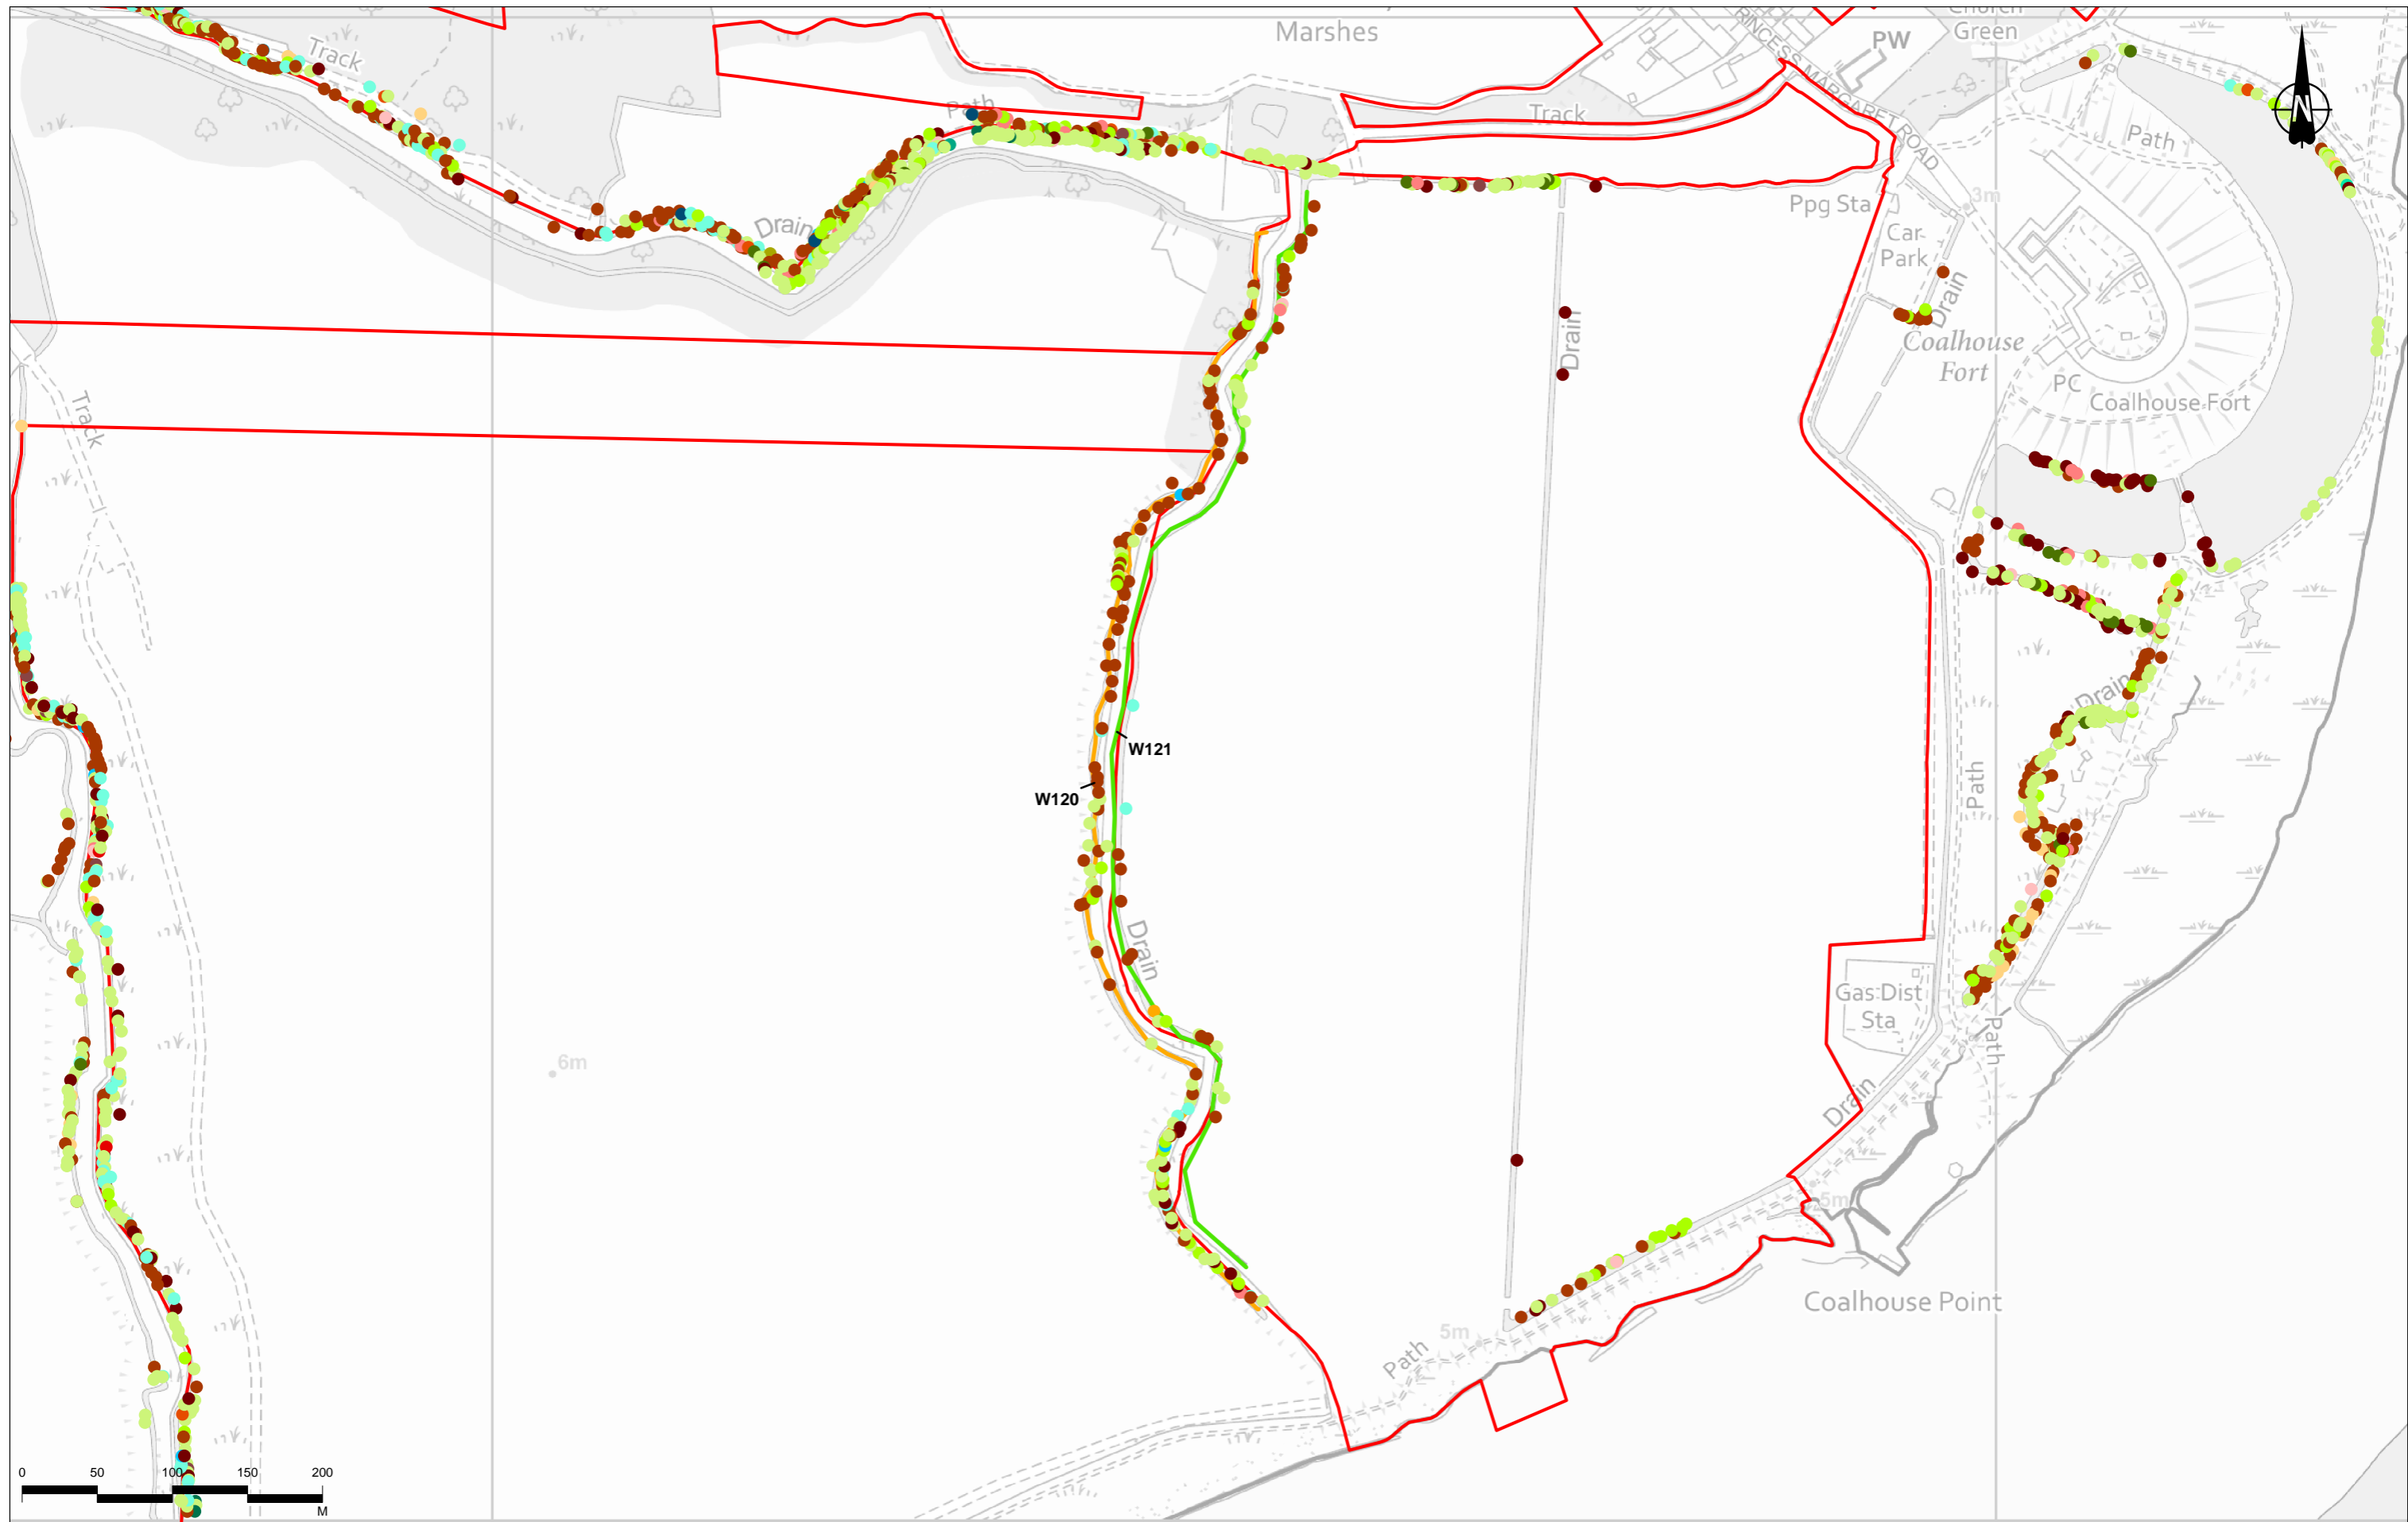 Marshes
Church
Green
PW
PRINCESS MARGARET ROAD
N
Track
Path
Track
Path
Drain
3m
Ppg Sta
Car
Park
Drain
Drain
Coalhouse
Fort
PC
Coalhouse Fort
Track
W121
W120
Path
Drain
Drain
Gas Dist
Sta
Path
6m
Drain
5m
Coalhouse Point
5m
Path
0 50 100 150 200
M